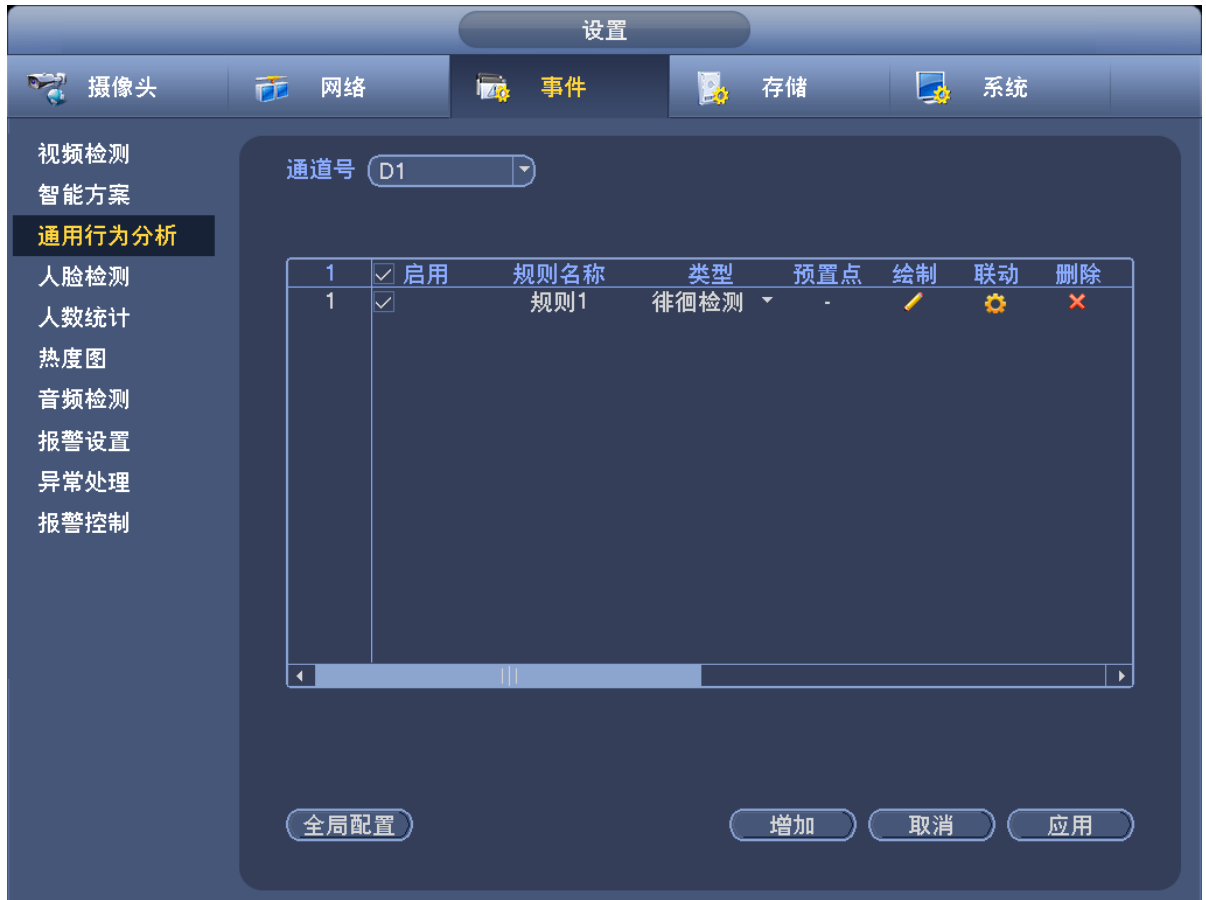 设置
摄像头 网络 事件 存储 系统
视频检测
智能方案
通用行为分析
人脸检测
人数统计
热度图
音频检测
报警设置
异常处理
报警控制
通道号 D1
1 启用 规则名称 类型 预置点 绘制 联动 删除
1 规则1 徘徊检测 -
全局配置 增加 取消 应用